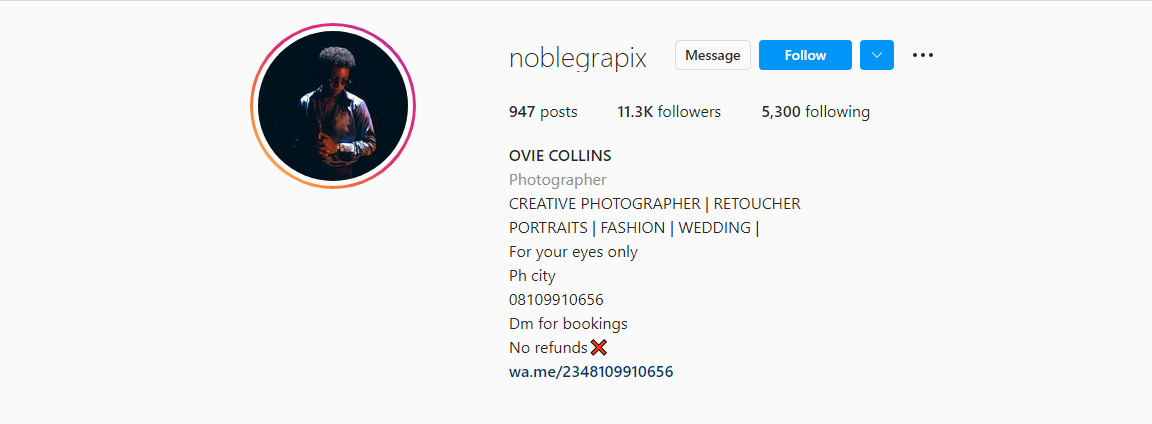 noblegrapix Message Follow
947 posts 11.3K followers 5,300 following
OVIE COLLINS
Photographer
CREATIVE PHOTOGRAPHER | RETOUCHER
PORTRAITS | FASHION | WEDDING |
For your eyes only
Ph city
08109910656
Dm for bookings
No refunds❌
wa.me/2348109910656